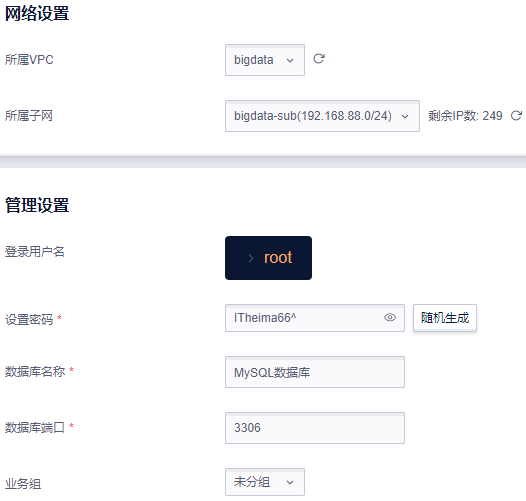 网络设置
所属VPC bigdata
所属子网 bigdata-sub(192.168.88.0/24) 剩余IP数: 249
管理设置
登录用户名 root
设置密码 * ITheima66^ 随机生成
数据库名称 * MySQL数据库
数据库端口 * 3306
业务组 未分组